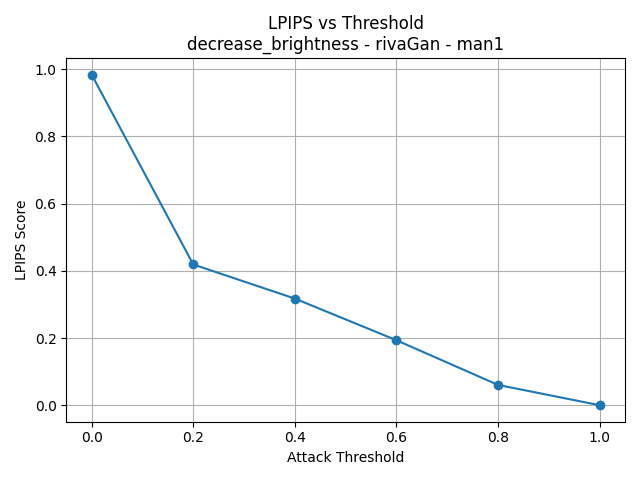 LPIPS vs Threshold
decrease_brightness - rivaGan - man1
1.0
0.8
0.6
0.4
0.2
0.0
LPIPS Score
0.0 0.2 0.4 0.6 0.8 1.0
Attack Threshold